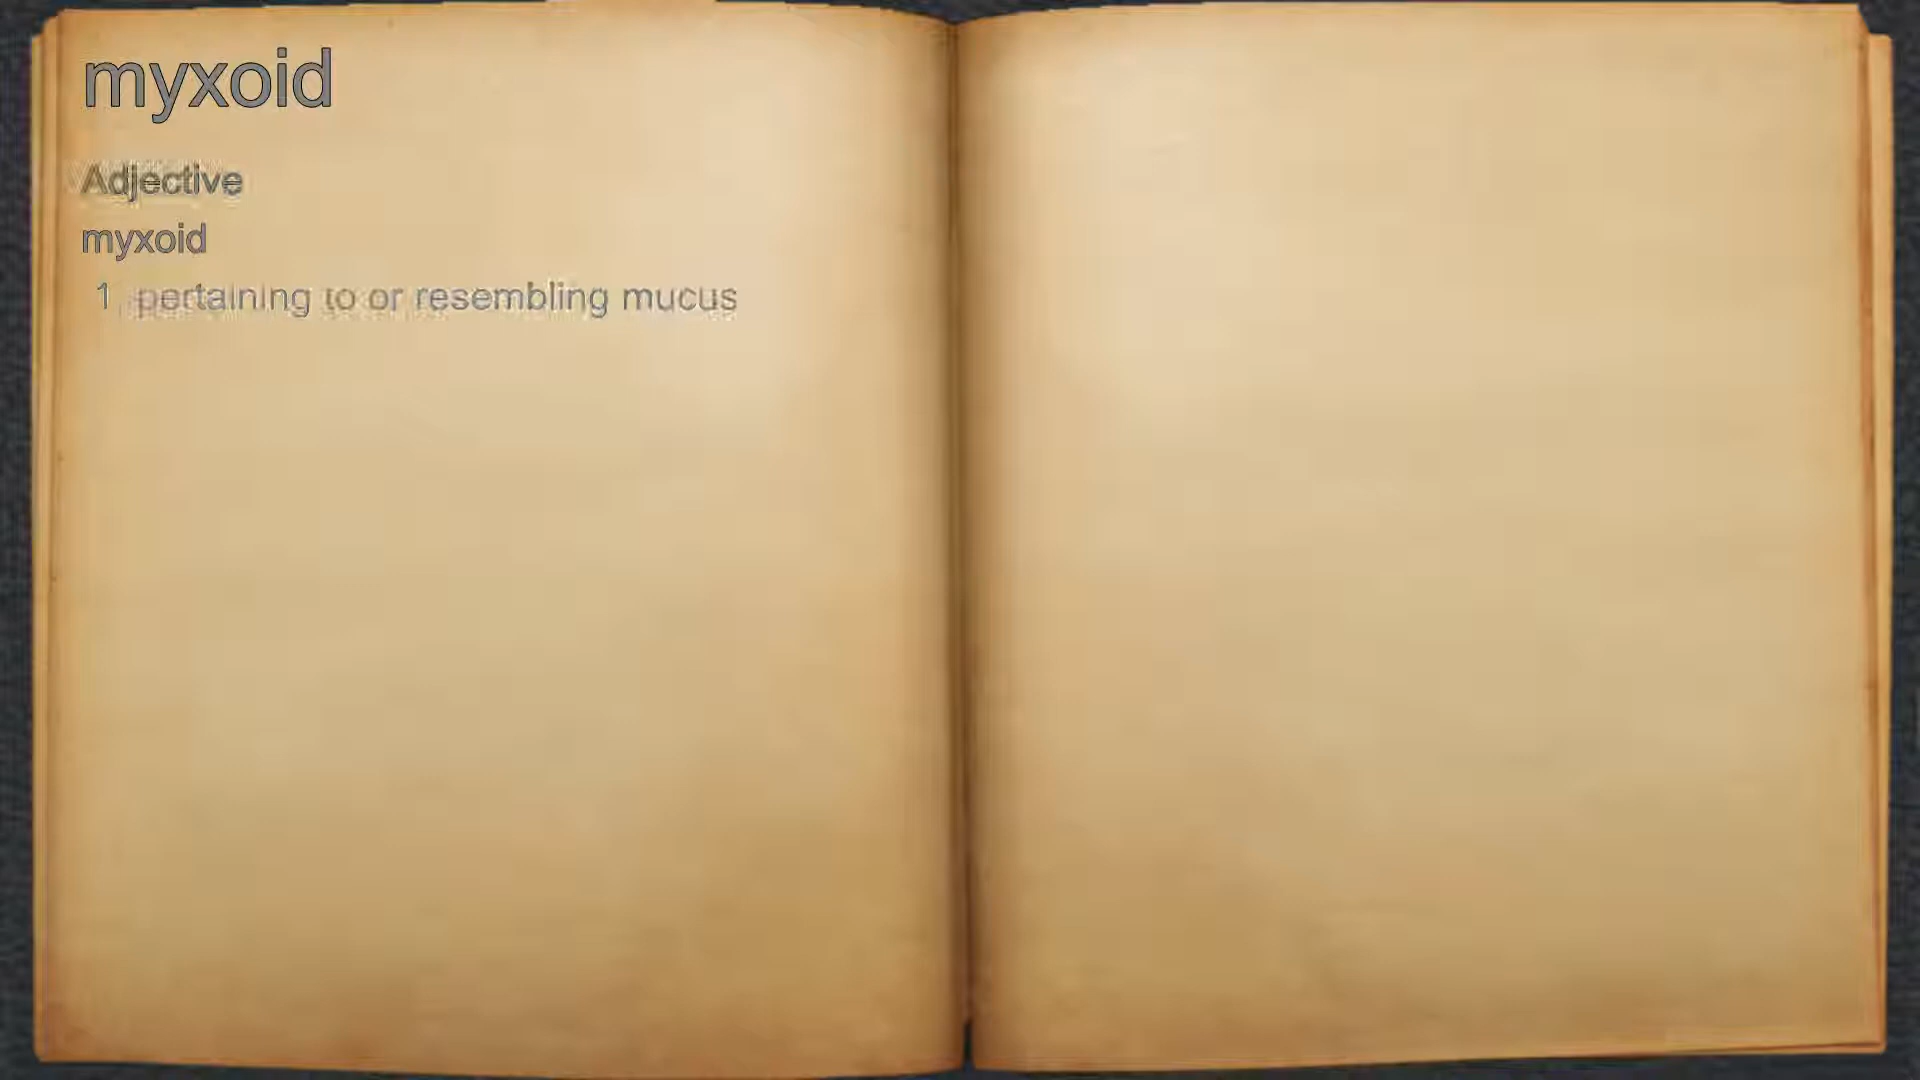 myxoid
Adjective
myxoid
1. pertaining to or resembling mucus